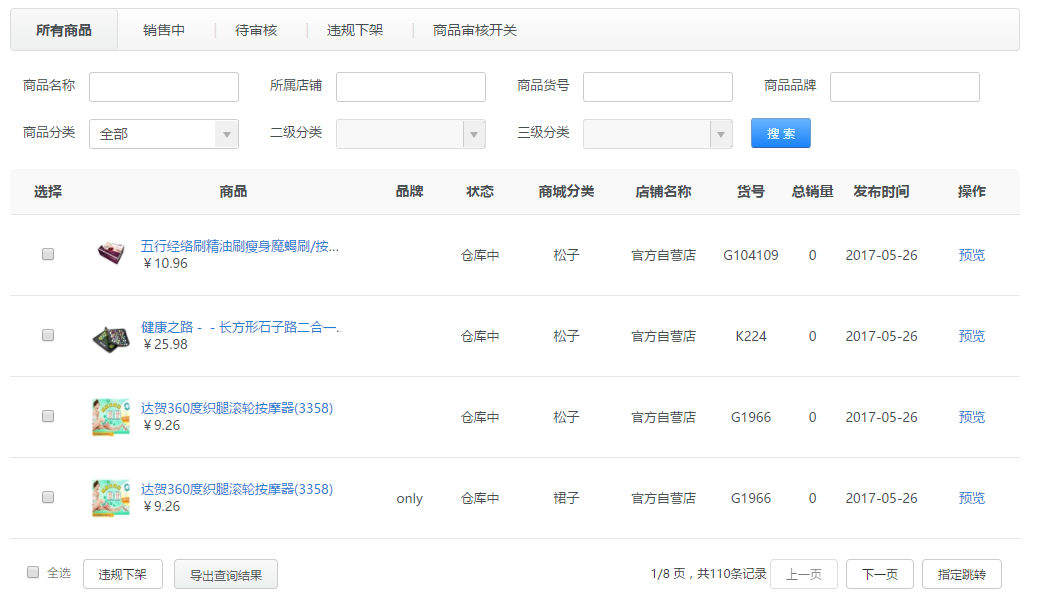 所有商品 销售中 待审核 违规下架 商品审核开关
商品名称 所属店铺 商品货号 商品品牌
商品分类 全部 二级分类 三级分类 搜 索
选择 商品 品牌 状态 商城分类 店铺名称 货号 总销量 发布时间 操作
五行经络刷精油刷瘦身魔蝎刷/按...
￥10.96 仓库中 松子 官方自营店 G104109 0 2017-05-26 预览
健康之路 - - 长方形石子路二合一..
￥25.98 仓库中 松子 官方自营店 K224 0 2017-05-26 预览
达贺360度织腿滚轮按摩器(3358)
￥9.26 仓库中 松子 官方自营店 G1966 0 2017-05-26 预览
达贺360度织腿滚轮按摩器(3358)
￥9.26 only 仓库中 裙子 官方自营店 G1966 0 2017-05-26 预览
全选 违规下架 导出查询结果 1/8 页，共110条记录 上一页 下一页 指定跳转